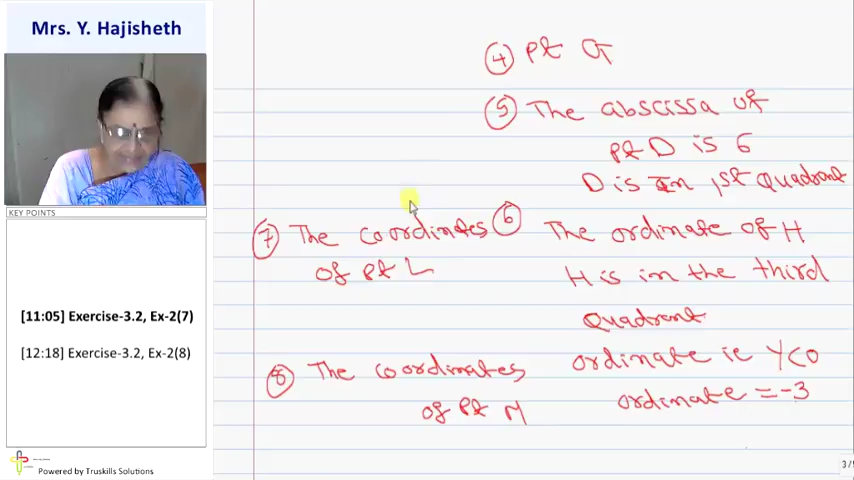 Mrs. Y. Hajisheth
KEY POINTS
[11:05] Exercise-3.2, Ex-2(7)
[12:18] Exercise-3.2, Ex-2(8)
Powered by Truskills Solutions
④ Pt G
⑤ The abscissa of
Pt D is 6
D is In 1st Quadrant
⑥ The ordinate of H
H is in the third
Quadrant
ordinate ie Y<0
ordinate = -3
⑦ The coordinates
of Pt L
⑧ The coordinates
of Pt M